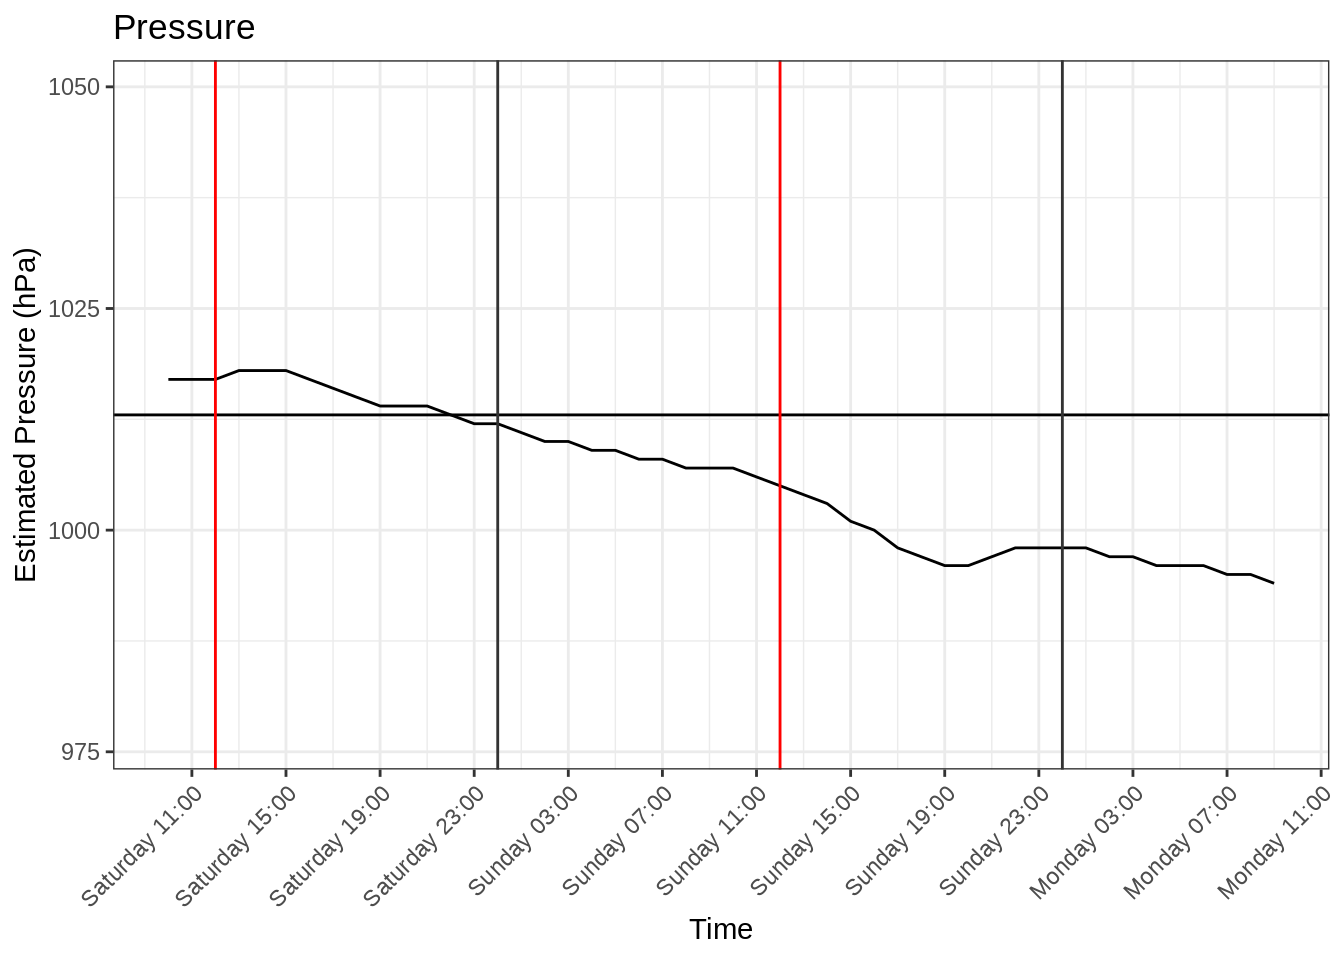 Pressure
Estimated Pressure (hPa)
1050
1025
1000
975
Saturday 11:00
Saturday 15:00
Saturday 19:00
Saturday 23:00
Sunday 03:00
Sunday 07:00
Sunday 11:00
Sunday 15:00
Sunday 19:00
Sunday 23:00
Monday 03:00
Monday 07:00
Monday 11:00
Time